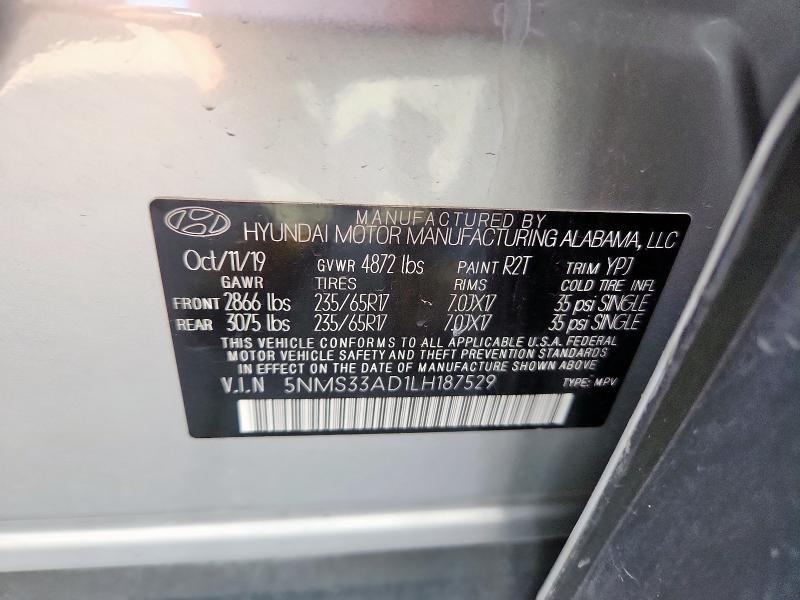 MANUFACTURED BY
HYUNDAI MOTOR MANUFACTURING ALABAMA, LLC
Oct/11/19 GVWR 4872 lbs PAINT R2T TRIM YPJ
GAWR TIRES RIMS COLD TIRE INFL
FRONT 2866 lbs 235/65R17 7.0JX17 35 psi SINGLE
REAR 3075 lbs 235/65R17 7.0JX17 35 psi SINGLE
THIS VEHICLE CONFORMS TO ALL APPLICABLE U.S.A. FEDERAL
MOTOR VEHICLE SAFETY AND THEFT PREVENTION STANDARDS
IN EFFECT ON THE DATE OF MANUFACTURE SHOWN ABOVE
V.I.N 5NMS33AD1LH187529 TYPE: MPV